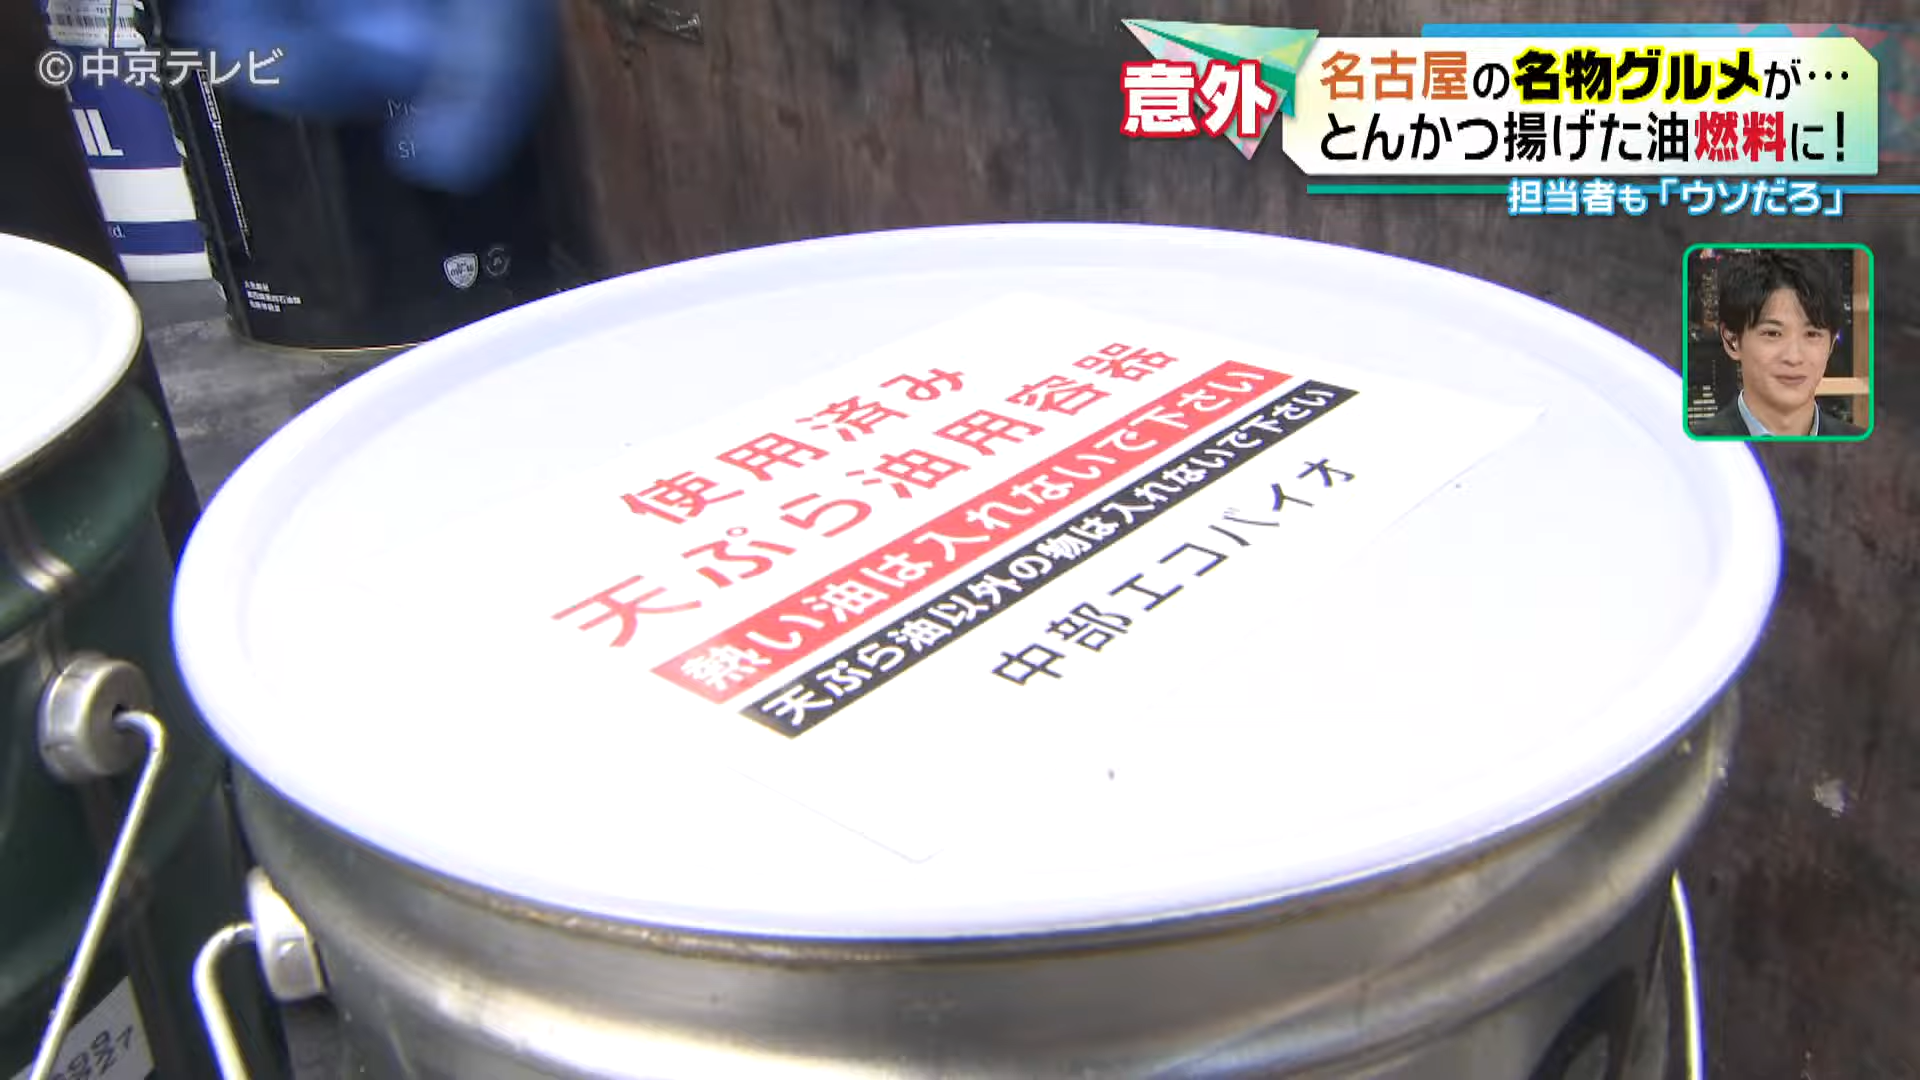 ©中京テレビ
意外
名古屋の名物グルメが…
とんかつ揚げた油燃料に!
担当者も「ウソだろ」
使用済み
天ぷら油用容器
熱い油は入れないで下さい
天ぷら油以外の物は入れないで下さい
中部エコバイオ
IL